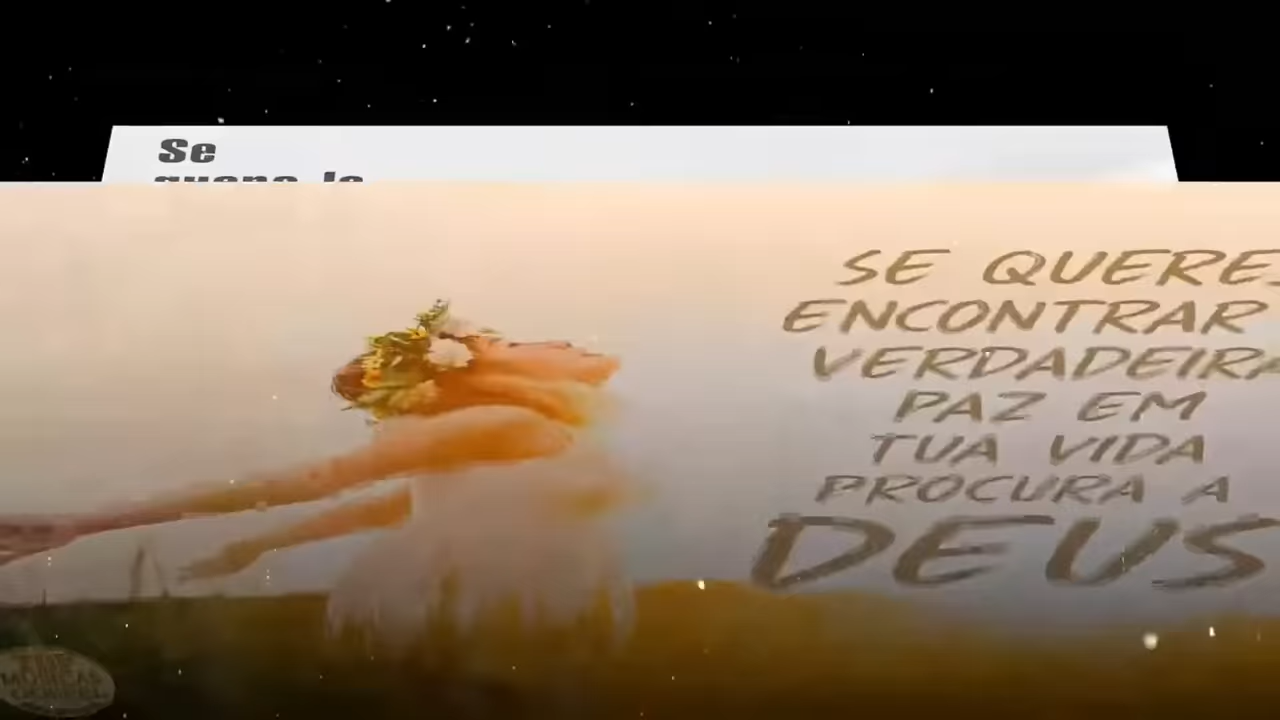 Se
SE QUERES
ENCONTRAR
VERDADEIRA
PAZ EM
TUA VIDA
PROCURA A
DEUS